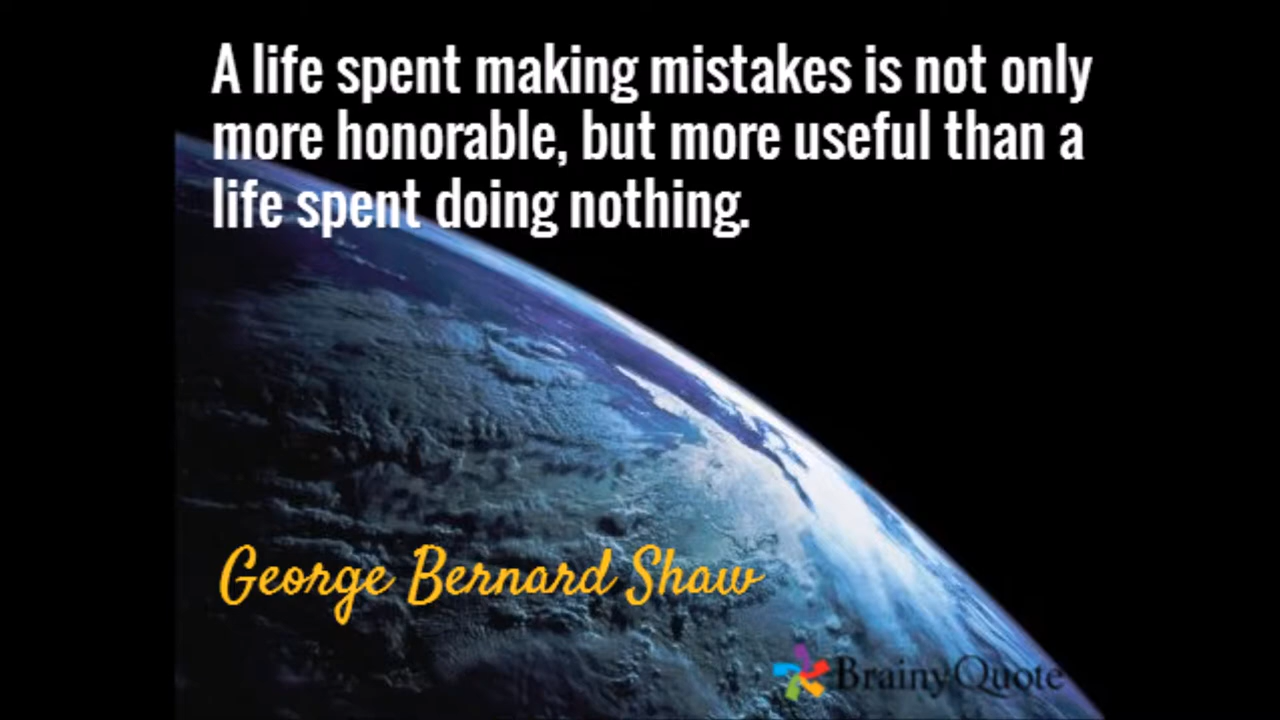 A life spent making mistakes is not only
more honorable, but more useful than a
life spent doing nothing.
George Bernard Shaw
BrainyQuote